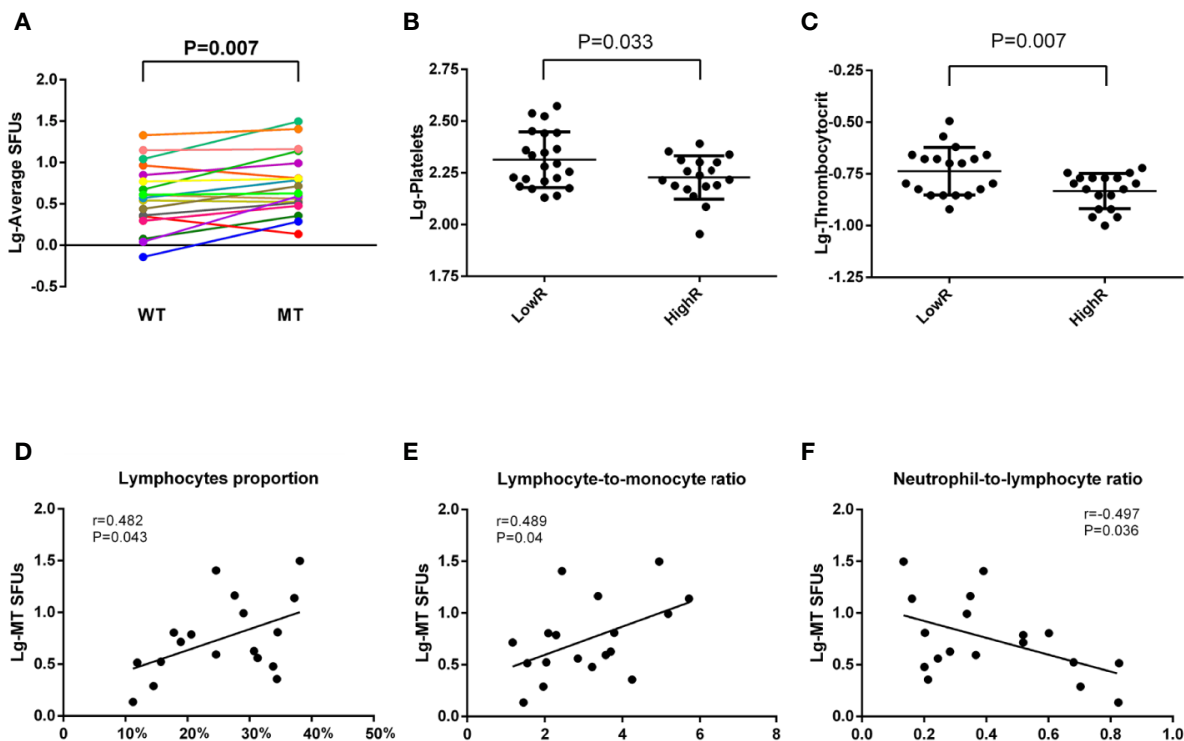 A
P=0.007
Lg-Average SFUs
2.0
1.5
1.0
0.5
0.0
-0.5
WT
MT
B
P=0.033
Lg-Platelets
2.75
2.50
2.25
2.00
1.75
LowR
HighR
C
P=0.007
Lg-Thrombocytocrit
-0.25
-0.50
-0.75
-1.00
-1.25
LowR
HighR
D
Lymphocytes proportion
r=0.482
P=0.043
Lg-MT SFUs
2.0
1.5
1.0
0.5
0.0
0
10%
20%
30%
40%
50%
E
Lymphocyte-to-monocyte ratio
r=0.489
P=0.04
Lg-MT SFUs
2.0
1.5
1.0
0.5
0.0
0
2
4
6
8
F
Neutrophil-to-lymphocyte ratio
r=-0.497
P=0.036
Lg-MT SFUs
2.0
1.5
1.0
0.5
0.0
0.0
0.2
0.4
0.6
0.8
1.0